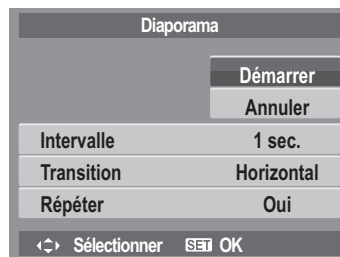 Diaporama
Démarrer
Annuler
Intervalle 1 sec.
Transition Horizontal
Répéter Oui
Sélectionner SET OK